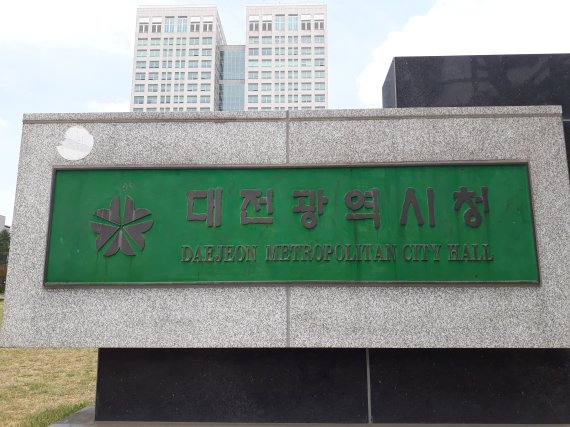 대전광역시청
DAEJEON METROPOLITAN CITY HALL